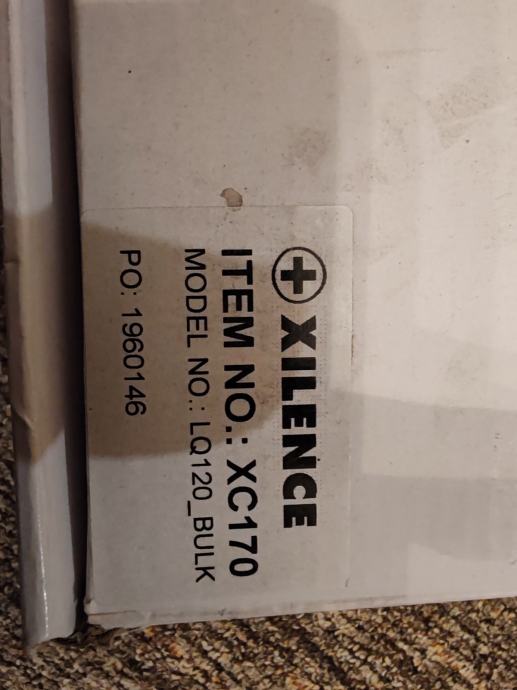 XILENCE
ITEM NO.: XC170
MODEL NO.: LQ120_BULK
PO: 1960146